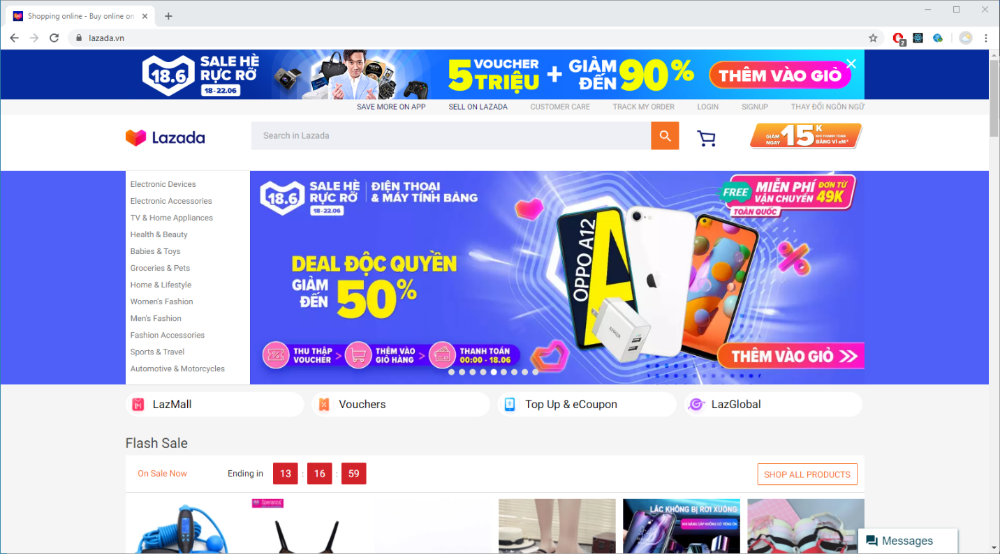 Shopping online - Buy online on
lazada.vn
2
18.6
SALE HÈ
RỰC RỠ
18 - 22.06
5 VOUCHER
TRIỆU
+
GIẢM
ĐẾN 90%
THÊM VÀO GIỎ
SAVE MORE ON APP SELL ON LAZADA CUSTOMER CARE TRACK MY ORDER LOGIN SIGNUP THAY ĐỔI NGÔN NGỮ
Lazada
Search in Lazada
GIẢM
NGAY
15K
KHI THANH TOÁN
BẰNG VÍ eM*
Electronic Devices
Electronic Accessories
TV & Home Appliances
Health & Beauty
Babies & Toys
Groceries & Pets
Home & Lifestyle
Women's Fashion
Men's Fashion
Fashion Accessories
Sports & Travel
Automotive & Motorcycles
18.6
SALE HÈ
RỰC RỠ
18 - 22.06
ĐIỆN THOẠI
& MÁY TÍNH BẢNG
FREE
MIỄN PHÍ
VẬN CHUYỂN
ĐƠN TỪ
49K
TOÀN QUỐC
DEAL ĐỘC QUYỀN
GIẢM
ĐẾN 50%
OPPO A12
ANKER
THU THẬP
VOUCHER
>
THÊM VÀO
GIỎ HÀNG
>
THANH TOÁN
00:00 - 18.06
THÊM VÀO GIỎ >>
LazMall
Vouchers
Top Up & eCoupon
LazGlobal
Flash Sale
On Sale Now
Ending in 13 : 16 : 59
SHOP ALL PRODUCTS
Speranza
LẮC KHÔNG BỊ RƠI XUỐNG
KHI NÂNG CẤP KHÔNG CÓ TIẾNG ỒN
Messages